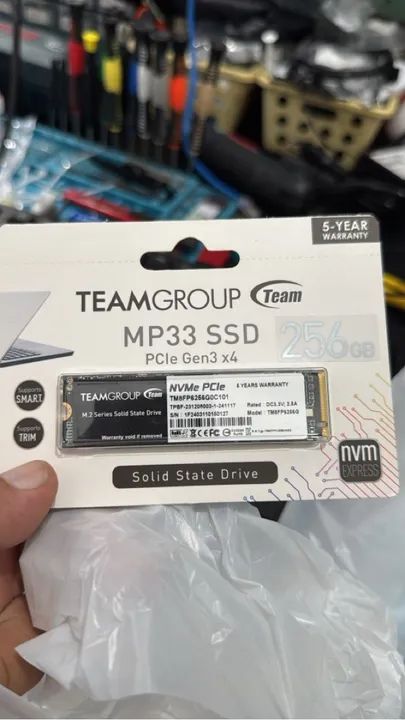 5-YEAR
WARRANTY
TEAMGROUP Team
MP33 SSD 256GB
PCIe Gen3 x4
Supports
SMART
Supports
TRIM
TEAMGROUP Team
M.2 Series Solid State Drive
Warranty void if removed
NVMe PCIe 5 YEARS WARRANTY
TM8FP6256G0C101
Rated : DC3.3V, 2.5A
Model : TM8FP6256G
nvm
EXPRESS
Solid State Drive